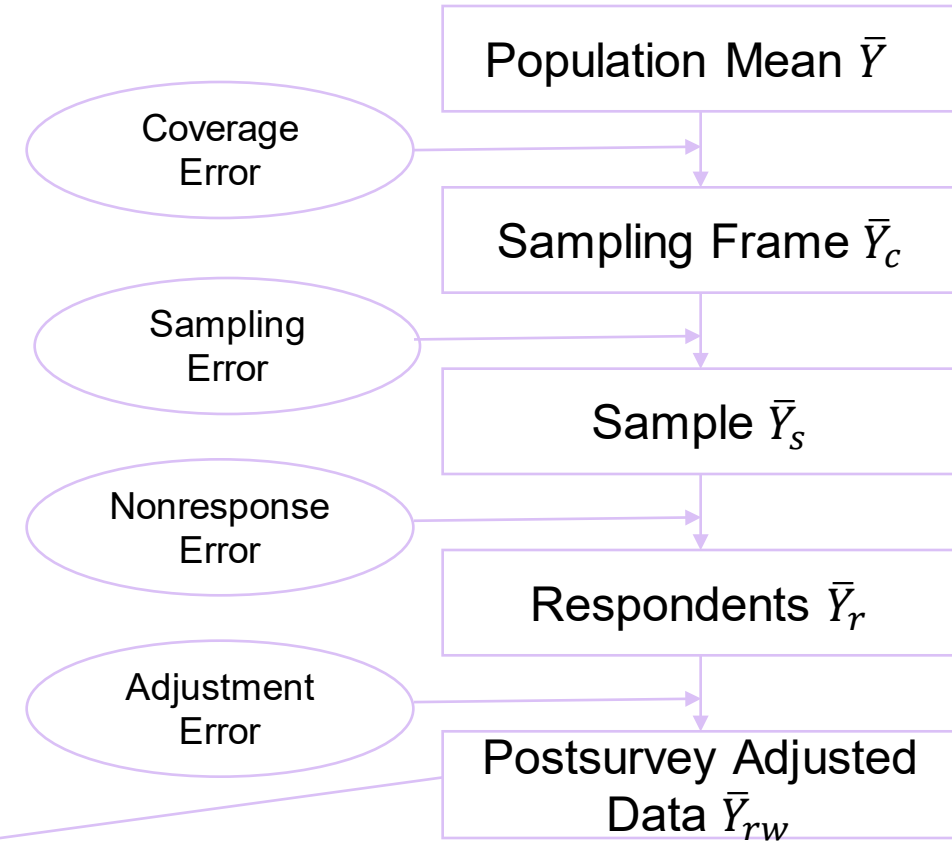 Population Mean Ȳ
Coverage
Error
Sampling Frame Ȳ_c
Sampling
Error
Sample Ȳ_s
Nonresponse
Error
Respondents Ȳ_r
Adjustment
Error
Postsurvey Adjusted
Data Ȳ_rw